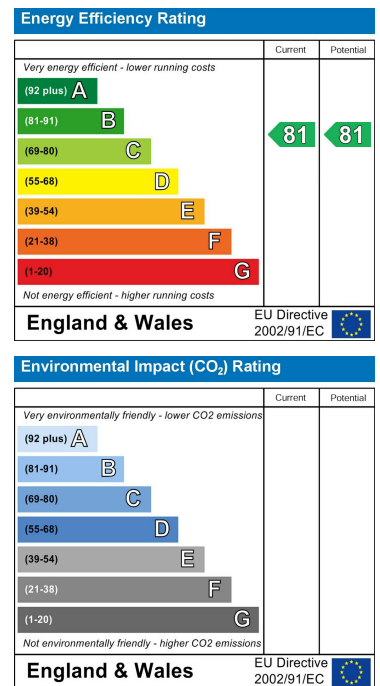 Energy Efficiency Rating
Current Potential
Very energy efficient - lower running costs
(92 plus) A
(81-91) B
81 81
(69-80) C
(55-68) D
(39-54) E
(21-38) F
(1-20) G
Not energy efficient - higher running costs
England & Wales
EU Directive
2002/91/EC
Environmental Impact (CO₂) Rating
Current Potential
Very environmentally friendly - lower CO2 emissions
(92 plus) A
(81-91) B
(69-80) C
(55-68) D
(39-54) E
(21-38) F
(1-20) G
Not environmentally friendly - higher CO2 emissions
England & Wales
EU Directive
2002/91/EC